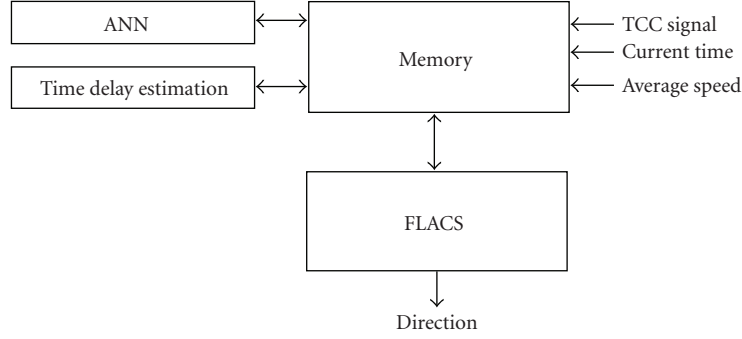 ANN
Memory
TCC signal
Current time
Time delay estimation
Average speed
FLACS
Direction